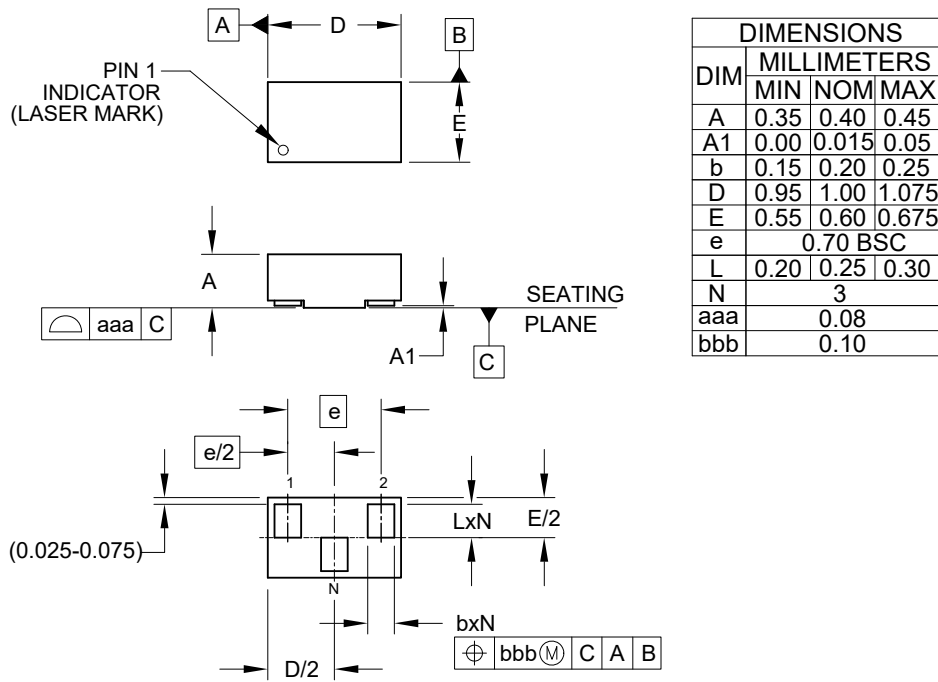 A
D
B
PIN 1
INDICATOR
(LASER MARK)
E
A
SEATING
PLANE
aaa C
A1
C
e
e/2
1 2
LxN
E/2
(0.025-0.075)
N
bxN
bbb Ⓜ C A B
D/2
DIMENSIONS
DIM MILLIMETERS
MIN NOM MAX
A 0.35 0.40 0.45
A1 0.00 0.015 0.05
b 0.15 0.20 0.25
D 0.95 1.00 1.075
E 0.55 0.60 0.675
e 0.70 BSC
L 0.20 0.25 0.30
N 3
aaa 0.08
bbb 0.10